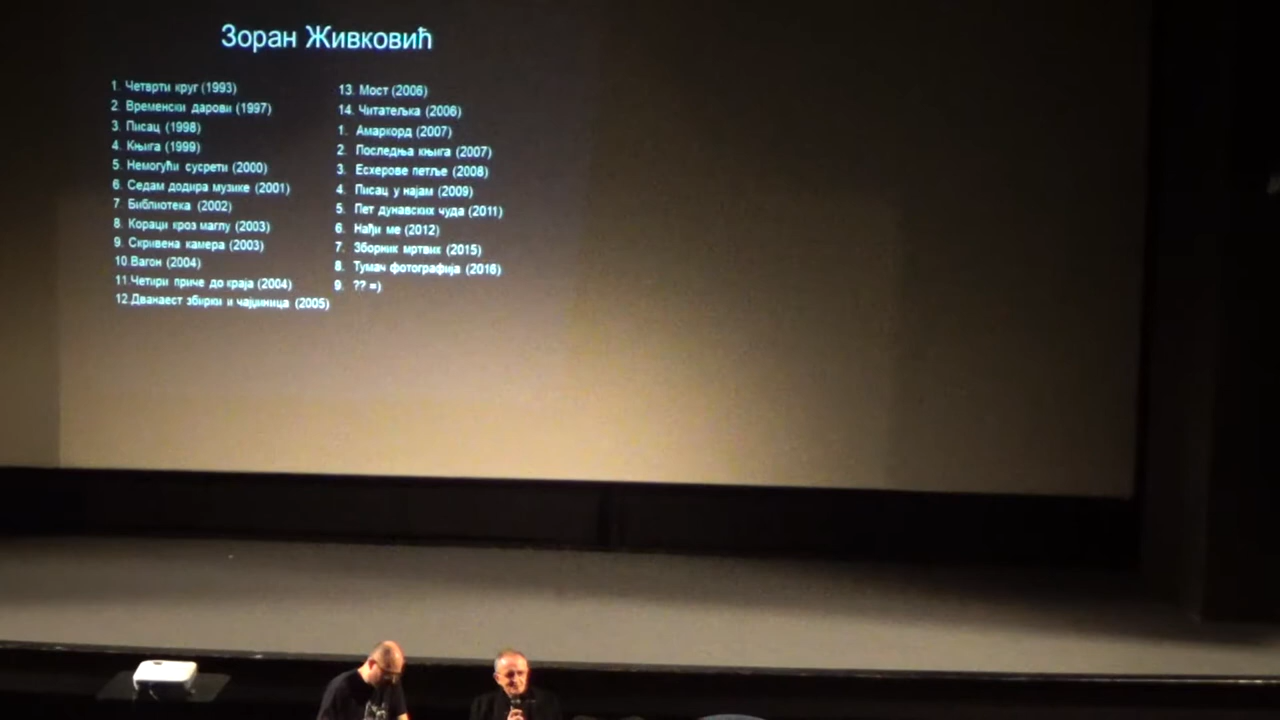 Зоран Живковић
1. Четврти круг (1993)
2. Временски дарови (1997)
3. Писац (1998)
4. Књига (1999)
5. Немогући сусрети (2000)
6. Седам додира музике (2001)
7. Библиотека (2002)
8. Кораци кроз маглу (2003)
9. Скривена камера (2003)
10.Вагон (2004)
11.Четири приче до краја (2004)
12.Дванаест збирки и чајџиница (2005)
13. Мост (2006)
14. Читатељка (2006)
1. Амаркорд (2007)
2. Последња књига (2007)
3. Есхерове петље (2008)
4. Писац у најам (2009)
5. Пет дунавских чуда (2011)
6. Нађи ме (2012)
7. Зборник мртвих (2015)
8. Тумач фотографија (2016)
9. ?? =)